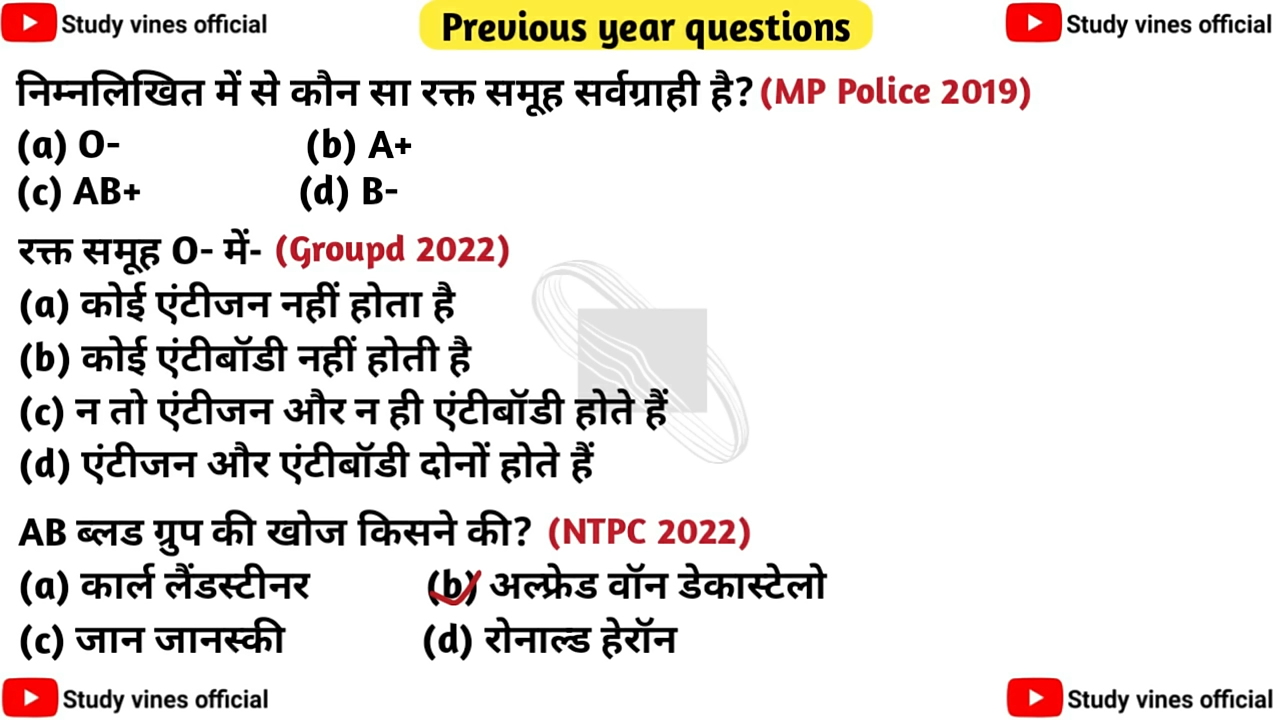 Study vines official
Previous year questions
Study vines official
निम्नलिखित में से कौन सा रक्त समूह सर्वग्राही है? (MP Police 2019)
(a) O- (b) A+
(c) AB+ (d) B-
रक्त समूह O- में- (Groupd 2022)
(a) कोई एंटीजन नहीं होता है
(b) कोई एंटीबॉडी नहीं होती है
(c) न तो एंटीजन और न ही एंटीबॉडी होते हैं
(d) एंटीजन और एंटीबॉडी दोनों होते हैं
AB ब्लड ग्रुप की खोज किसने की? (NTPC 2022)
(a) कार्ल लैंडस्टीनर (b) अल्फ्रेड वॉन डेकास्टेलो
(c) जान जानस्की (d) रोनाल्ड हेरॉन
Study vines official
Study vines official